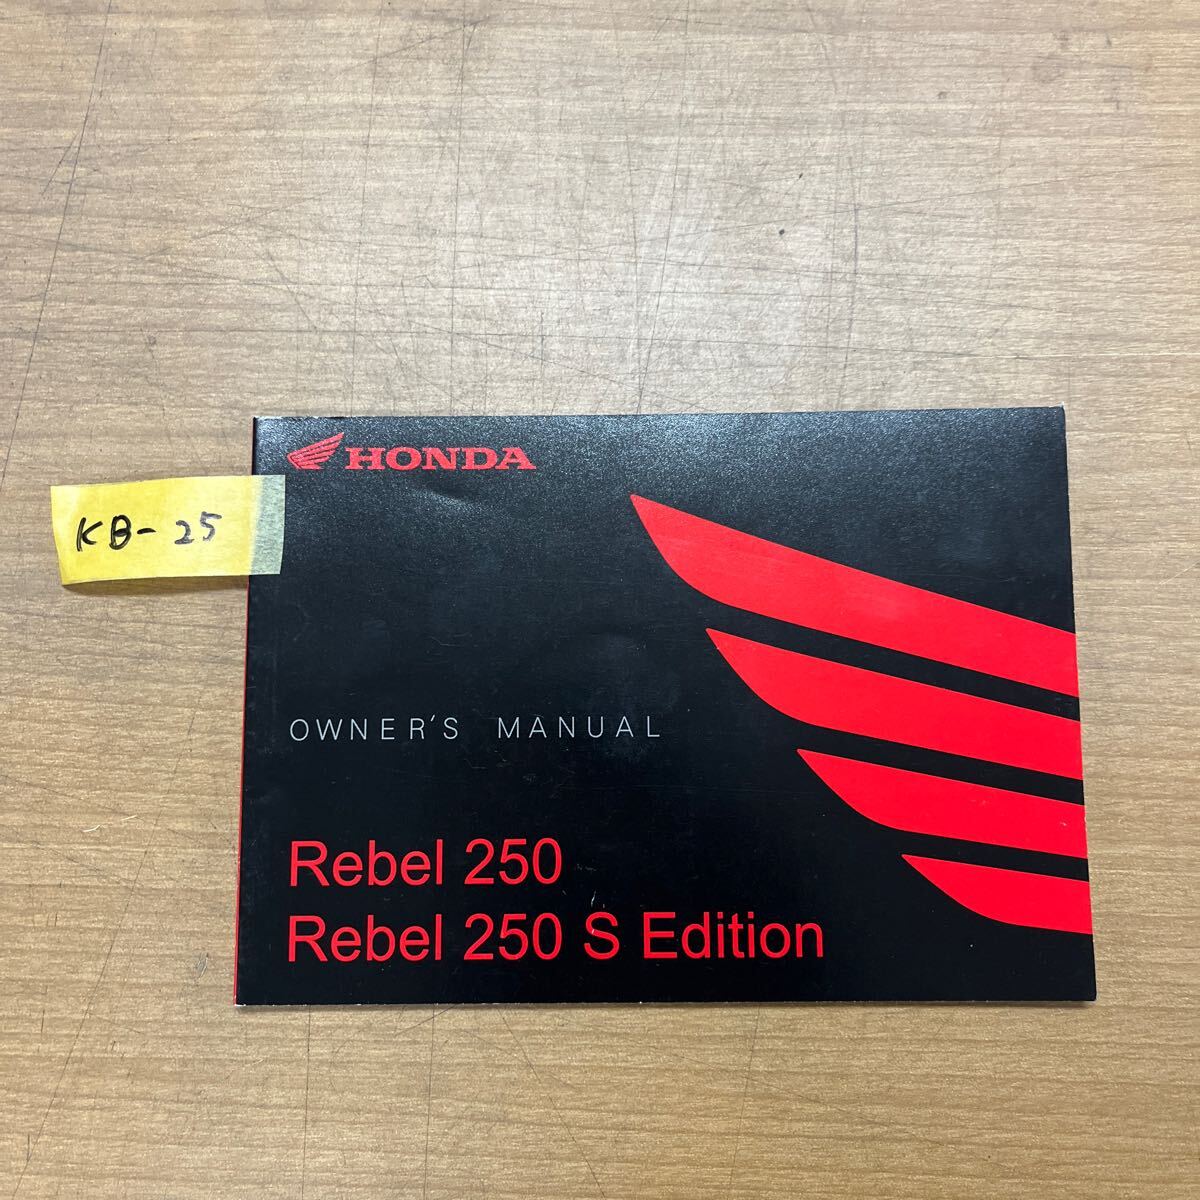 HONDA
KB-25
OWNER'S MANUAL
Rebel 250
Rebel 250 S Edition